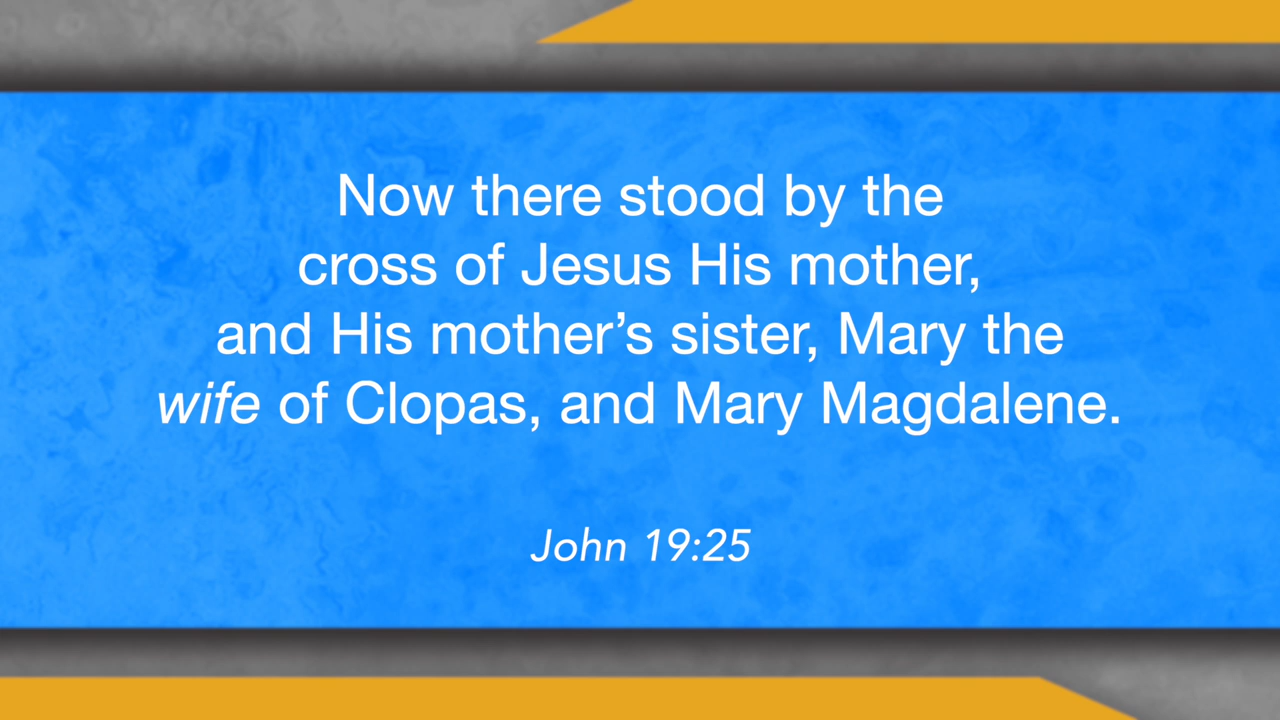 Now there stood by the
cross of Jesus His mother,
and His mother’s sister, Mary the
wife of Clopas, and Mary Magdalene.
John 19:25